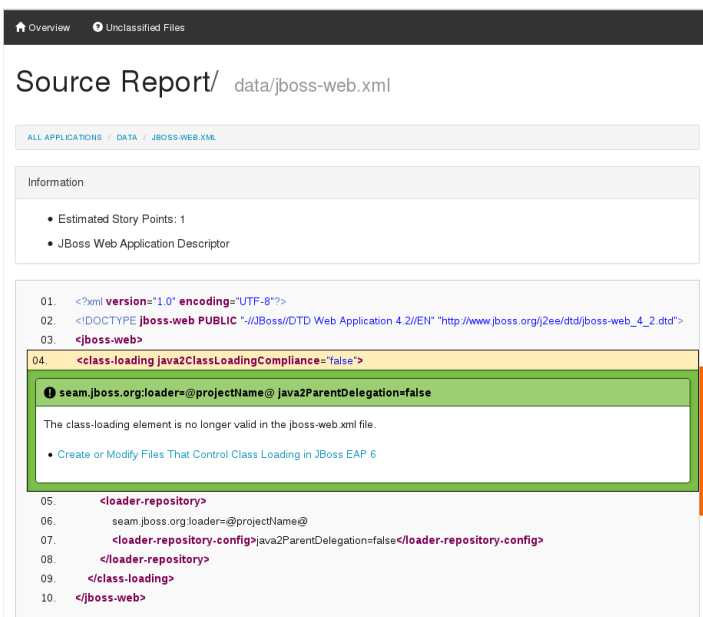 Overview Unclassified Files
Source Report/ data/jboss-web.xml
ALL APPLICATIONS / DATA / JBOSS-WEB.XML
Information
• Estimated Story Points: 1
• JBoss Web Application Descriptor
01. <?xml version="1.0" encoding="UTF-8"?>
02. <!DOCTYPE jboss-web PUBLIC "-//JBoss//DTD Web Application 4.2//EN" "http://www.jboss.org/j2ee/dtd/jboss-web_4_2.dtd">
03. <jboss-web>
04. <class-loading java2ClassLoadingCompliance="false">
seam.jboss.org:loader=@projectName@ java2ParentDelegation=false
The class-loading element is no longer valid in the jboss-web.xml file.
• Create or Modify Files That Control Class Loading in JBoss EAP 6
05. <loader-repository>
06. seam.jboss.org:loader=@projectName@
07. <loader-repository-config>java2ParentDelegation=false</loader-repository-config>
08. </loader-repository>
09. </class-loading>
10. </jboss-web>